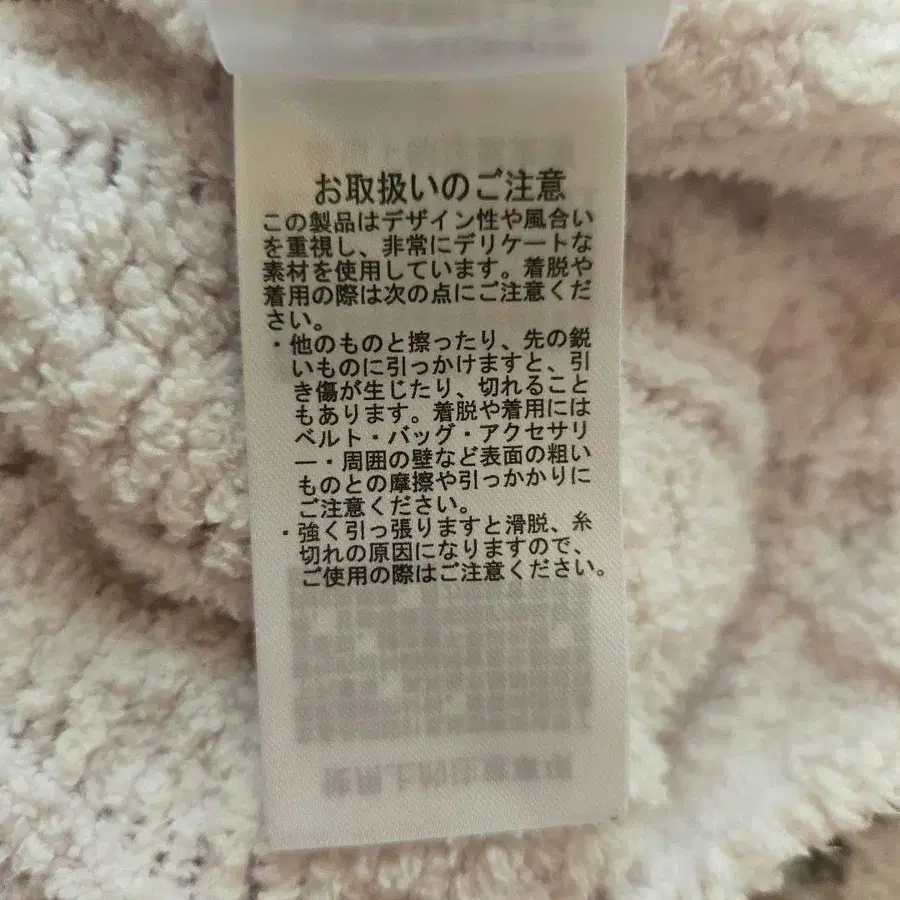 お取扱いのご注意
この製品はデザイン性や風合い
を重視し、非常にデリケートな
素材を使用しています。着脱や
着用の際は次の点にご注意くだ
さい。
・他のものと擦ったり、先の鋭
いものに引っかけますと、引
き傷が生じたり、切れること
もあります。着脱や着用には
ベルト・バッグ・アクセサリ
ー・周囲の壁など表面の粗い
ものとの摩擦や引っかかりに
ご注意ください。
・強く引っ張りますと滑脱、糸
切れの原因になりますので、
ご使用の際はご注意ください。